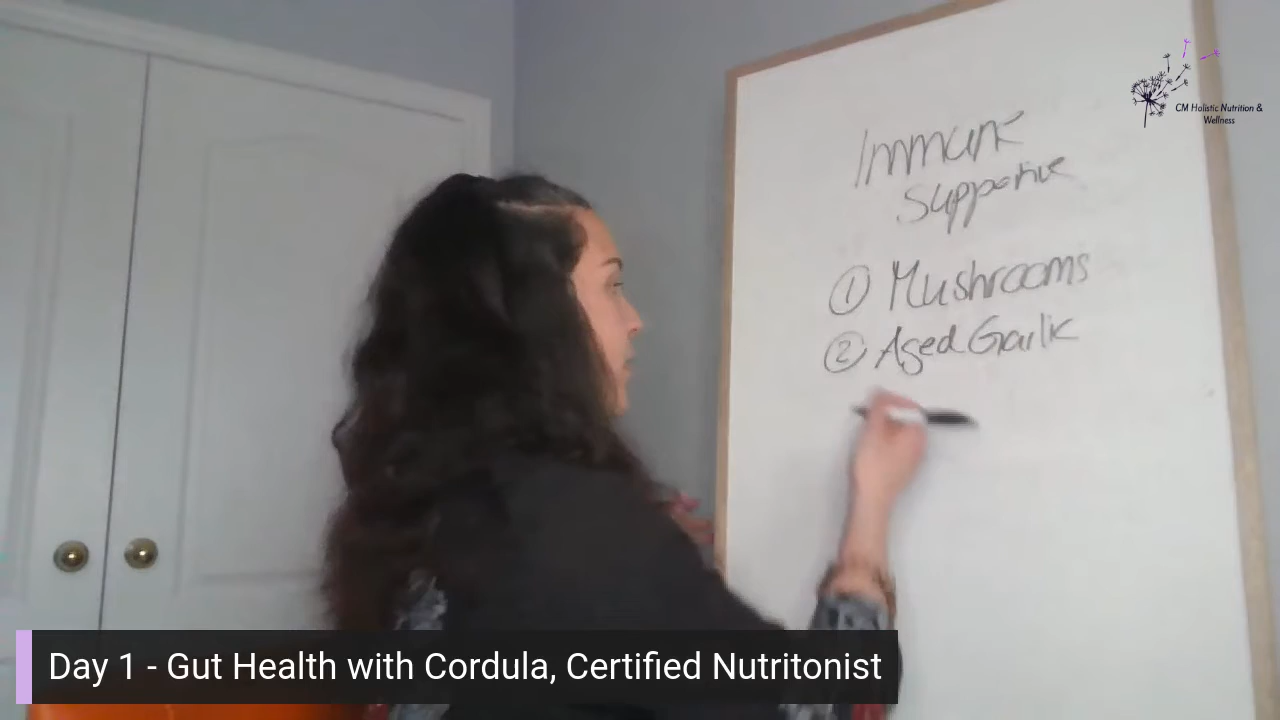 CM Holistic Nutrition &
Wellness
Immune
Supportive
① Mushrooms
② Aged Garlic
Day 1 - Gut Health with Cordula, Certified Nutritonist